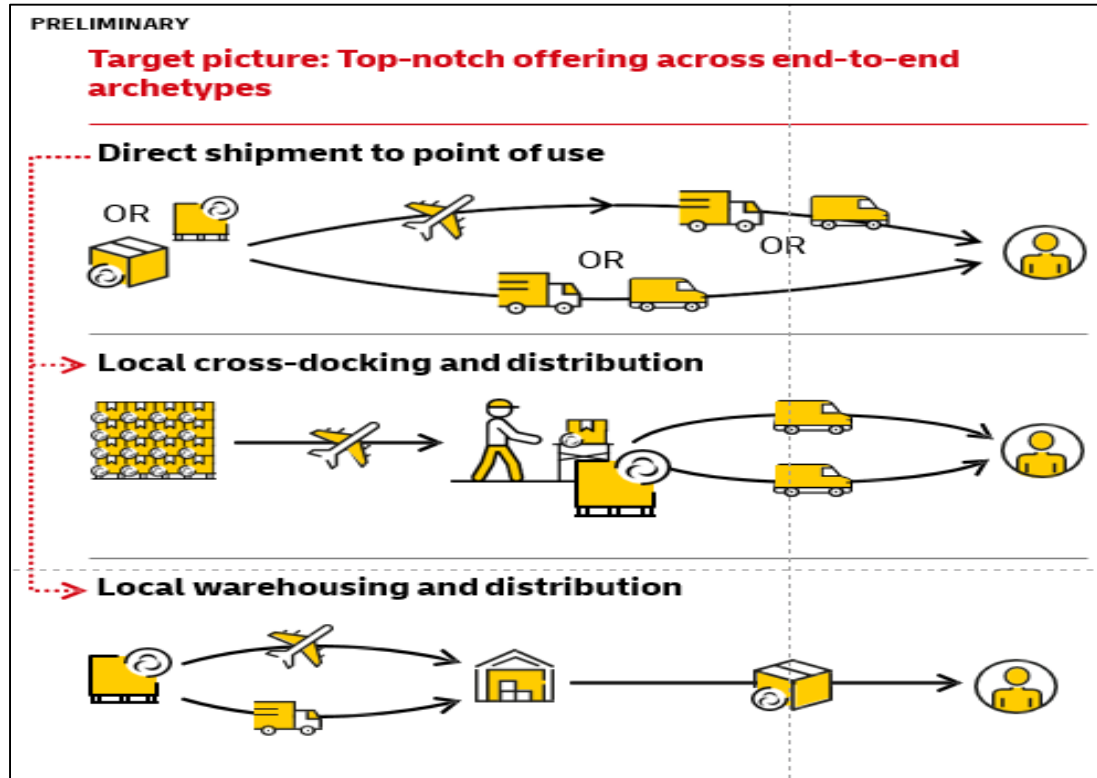 PRELIMINARY
Target picture: Top-notch offering across end-to-end
archetypes
Direct shipment to point of use
OR
OR
OR
Local cross-docking and distribution
Local warehousing and distribution